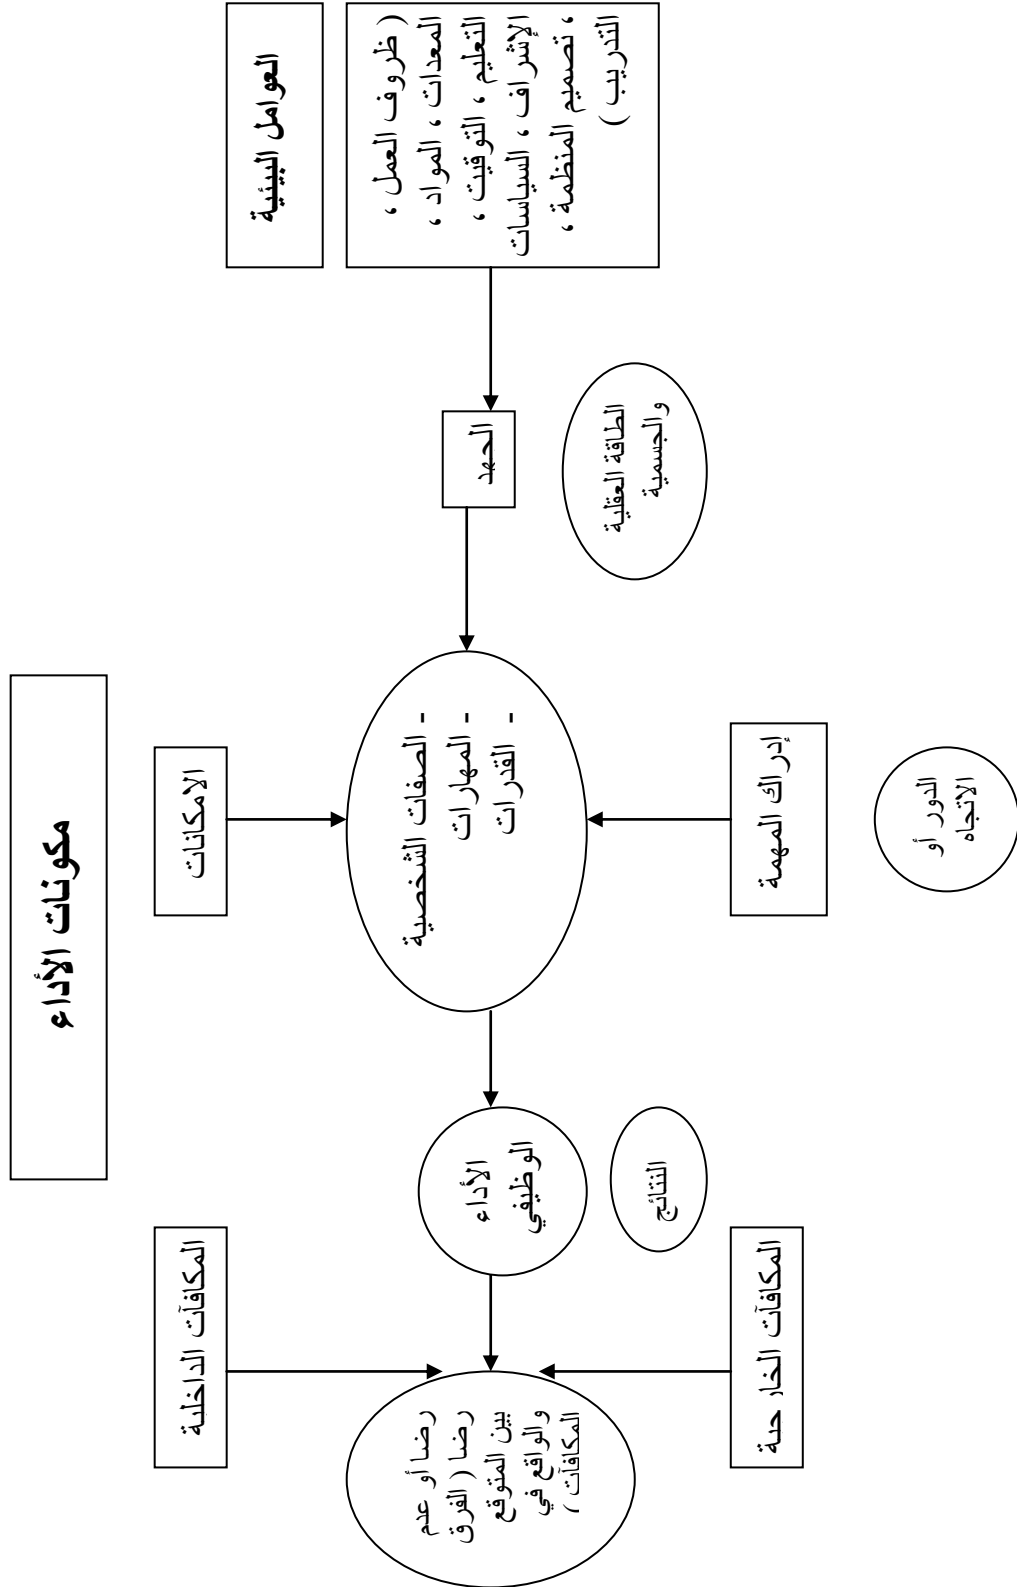 مكونات الأداء
العوامل البيئية
( ظروف العمل ،
المعدات ، المواد ،
التعليم ، التوقيت ،
الإشراف ، السياسات
، تصميم المنظمة ،
التدريب )
الجهد
الطاقة العقلية
والجسمية
الامكانات
- الصفات الشخصية
- المهارات
- القدرات
إدراك المهمة
الدور أو
الاتجاه
الأداء
الوظيفي
النتائج
المكافآت الداخلية
رضا أو عدم
رضا ( الفرق
بين المتوقع
والواقع في
المكافآت )
المكافآت الخارجية